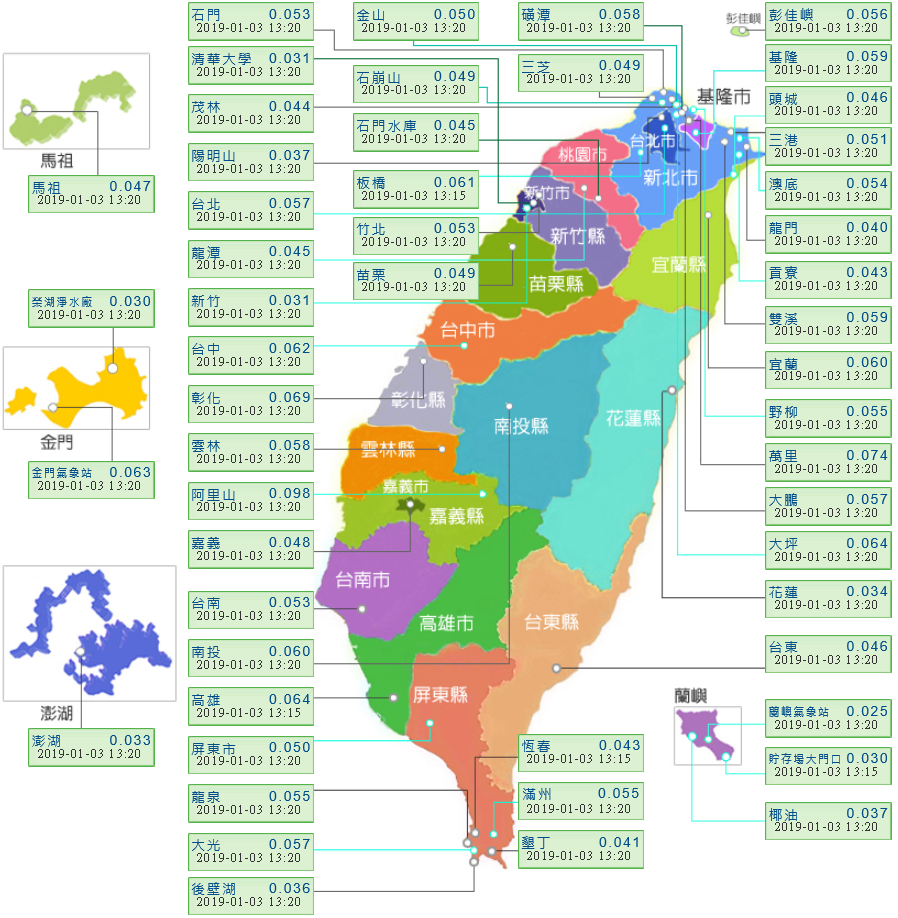 石門 0.053
2019-01-03 13:20
金山 0.050
2019-01-03 13:20
磺潭 0.058
2019-01-03 13:20
彭佳嶼
彭佳嶼 0.056
2019-01-03 13:20
清華大學 0.031
2019-01-03 13:20
石崩山 0.049
2019-01-03 13:20
三芝 0.049
2019-01-03 13:20
基隆 0.059
2019-01-03 13:20
茂林 0.044
2019-01-03 13:20
石門水庫 0.045
2019-01-03 13:20
頭城 0.046
2019-01-03 13:20
陽明山 0.037
2019-01-03 13:20
板橋 0.061
2019-01-03 13:15
三港 0.051
2019-01-03 13:20
台北 0.057
2019-01-03 13:20
竹北 0.053
2019-01-03 13:20
澳底 0.054
2019-01-03 13:20
龍潭 0.045
2019-01-03 13:20
苗栗 0.049
2019-01-03 13:20
龍門 0.040
2019-01-03 13:20
新竹 0.031
2019-01-03 13:20
貢寮 0.043
2019-01-03 13:20
台中 0.062
2019-01-03 13:20
雙溪 0.059
2019-01-03 13:20
彰化 0.069
2019-01-03 13:20
宜蘭 0.060
2019-01-03 13:20
雲林 0.058
2019-01-03 13:20
野柳 0.055
2019-01-03 13:20
阿里山 0.098
2019-01-03 13:20
萬里 0.074
2019-01-03 13:20
嘉義 0.048
2019-01-03 13:20
大鵬 0.057
2019-01-03 13:20
台南 0.053
2019-01-03 13:20
大坪 0.064
2019-01-03 13:20
南投 0.060
2019-01-03 13:20
花蓮 0.034
2019-01-03 13:20
高雄 0.064
2019-01-03 13:15
台東 0.046
2019-01-03 13:20
屏東市 0.050
2019-01-03 13:20
恆春 0.043
2019-01-03 13:15
蘭嶼
蘭嶼氣象站 0.025
2019-01-03 13:20
龍泉 0.055
2019-01-03 13:20
滿州 0.055
2019-01-03 13:20
貯存場大門口 0.030
2019-01-03 13:15
大光 0.057
2019-01-03 13:20
墾丁 0.041
2019-01-03 13:20
椰油 0.037
2019-01-03 13:20
後壁湖 0.036
2019-01-03 13:20
馬祖
馬祖 0.047
2019-01-03 13:20
榮湖淨水廠 0.030
2019-01-03 13:20
金門
金門氣象站 0.063
2019-01-03 13:20
澎湖
澎湖 0.033
2019-01-03 13:20
基隆市
台北市
桃園市
新北市
新竹市
新竹縣
宜蘭縣
苗栗縣
台中市
彰化縣
南投縣
花蓮縣
雲林縣
嘉義市
嘉義縣
台南市
高雄市
台東縣
屏東縣